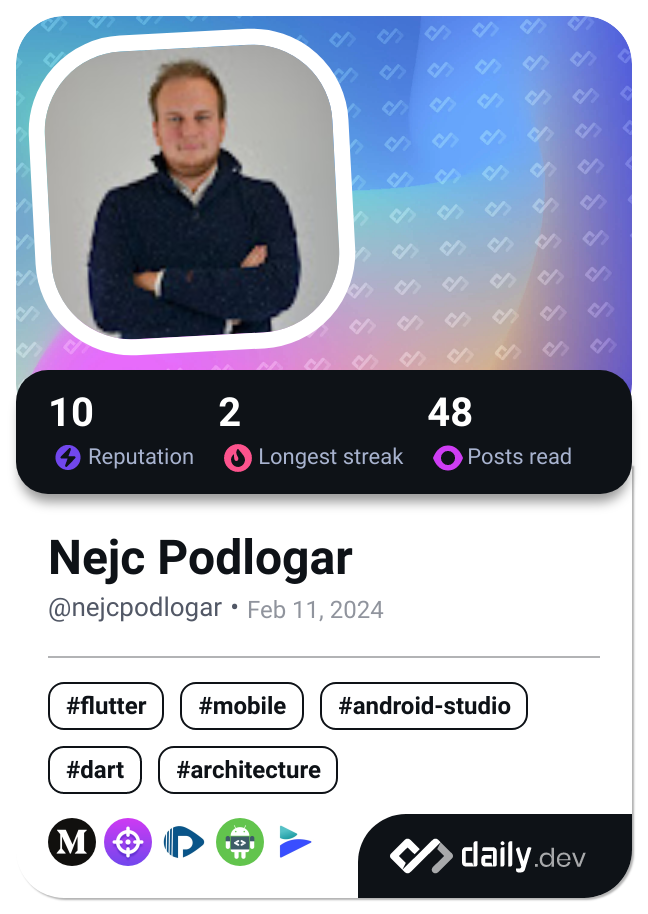 10 2 48
Reputation Longest streak Posts read
Nejc Podlogar
@nejcpodlogar • Feb 11, 2024
#flutter #mobile #android-studio
#dart #architecture
M daily.dev